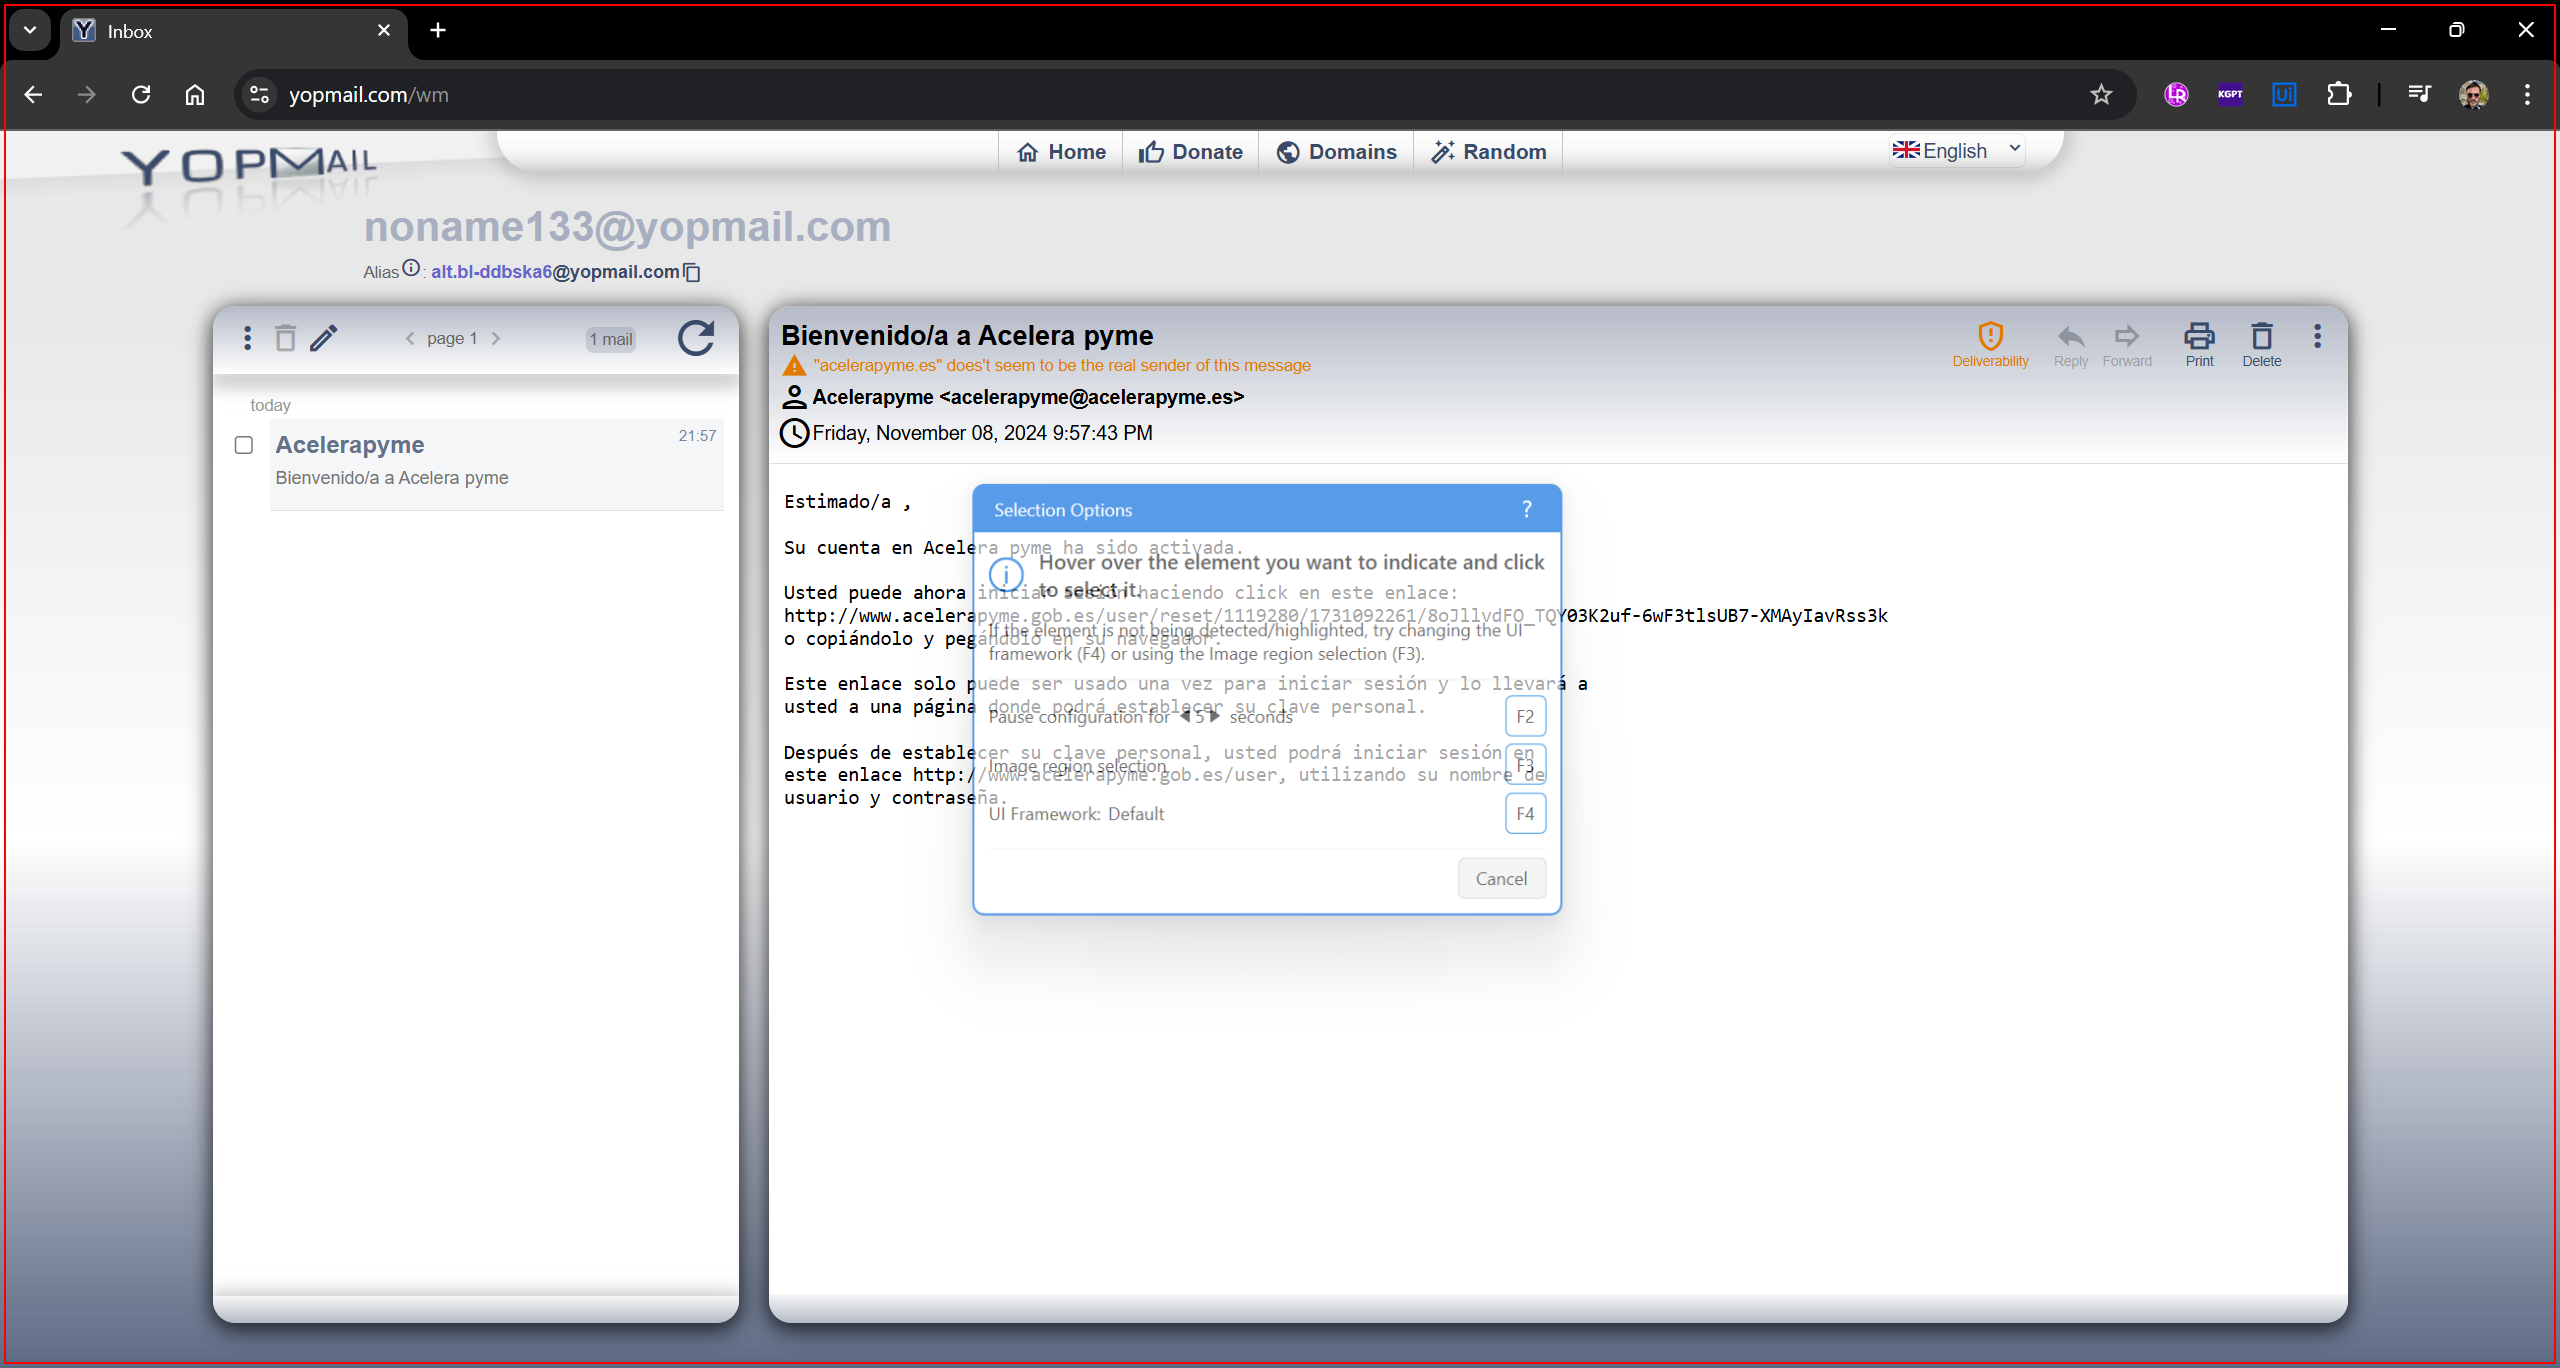 Inbox
yopmail.com/wm
YOPMAIL
Home
Donate
Domains
Random
English
noname133@yopmail.com
Alias : alt.bl-ddbska6@yopmail.com
page 1
1 mail
today
Acelerapyme
21:57
Bienvenido/a a Acelera pyme
Bienvenido/a a Acelera pyme
"acelerapyme.es" does't seem to be the real sender of this message
Acelerapyme <acelerapyme@acelerapyme.es>
Friday, November 08, 2024 9:57:43 PM
Deliverability
Reply
Forward
Print
Delete
Estimado/a ,
Su cuenta en Acelera pyme ha sido activada.
Usted puede ahora iniciar sesión haciendo click en este enlace:
http://www.acelerapyme.gob.es/user/reset/1119280/1731092261/8oJllvdFO_TQY03K2uf-6wF3tlsUB7-XMAyIavRss3k
o copiándolo y pegándolo en su navegador.
Este enlace solo puede ser usado una vez para iniciar sesión y lo llevará a
usted a una página donde podrá establecer su clave personal.
Después de establecer su clave personal, usted podrá iniciar sesión en
este enlace http://www.acelerapyme.gob.es/user, utilizando su nombre de
usuario y contraseña.
Selection Options
?
Hover over the element you want to indicate and click
to select it.
If the element is not being detected/highlighted, try changing the UI
framework (F4) or using the Image region selection (F3).
Pause configuration for 5 seconds
F2
Image region selection
F3
UI Framework: Default
F4
Cancel
LR
KGPT
Ui